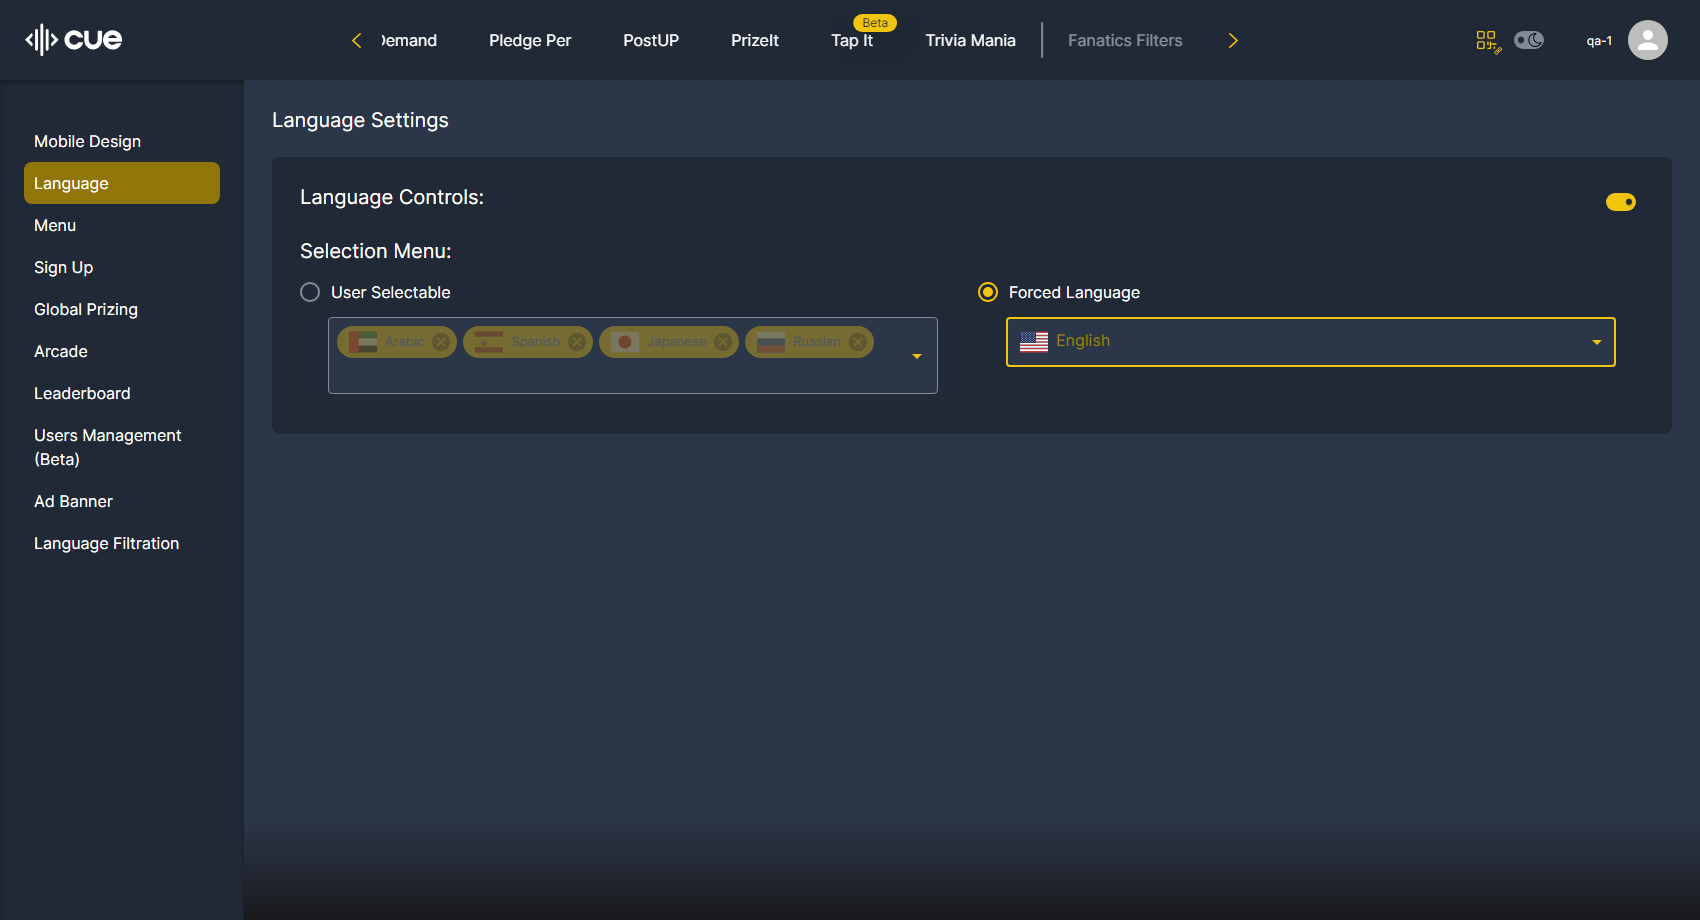 cue
Demand
Pledge Per
PostUP
PrizeIt
Beta
Tap It
Trivia Mania
Fanatics Filters
qa-1
Mobile Design
Language
Menu
Sign Up
Global Prizing
Arcade
Leaderboard
Users Management
(Beta)
Ad Banner
Language Filtration
Language Settings
Language Controls:
Selection Menu:
User Selectable
Arabic
Spanish
Japanese
Russian
Forced Language
English